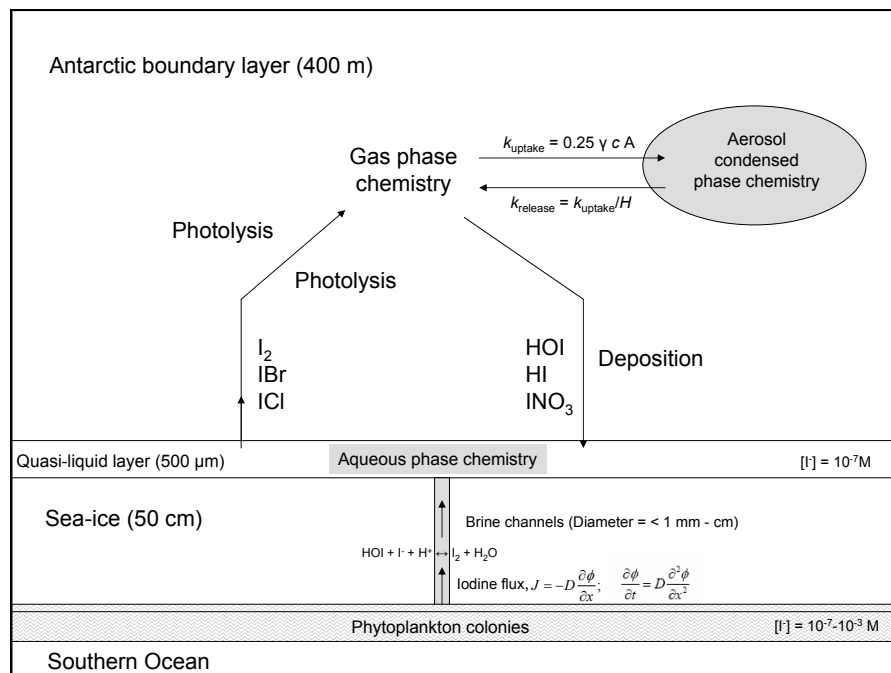 Antarctic boundary layer (400 m)
k_uptake = 0.25 γ c A
Aerosol
condensed
phase chemistry
Gas phase
chemistry
k_release = k_uptake/H
Photolysis
Photolysis
I₂
IBr
ICl
HOI
HI
INO₃
Deposition
Quasi-liquid layer (500 µm)
Aqueous phase chemistry
[I⁻] = 10⁻⁷M
Sea-ice (50 cm)
Brine channels (Diameter = < 1 mm - cm)
HOI + I⁻ + H⁺ ↔ I₂ + H₂O
Iodine flux, J = −D ∂φ/∂x; ∂φ/∂t = D ∂²φ/∂x²
Phytoplankton colonies
[I⁻] = 10⁻⁷-10⁻³ M
Southern Ocean